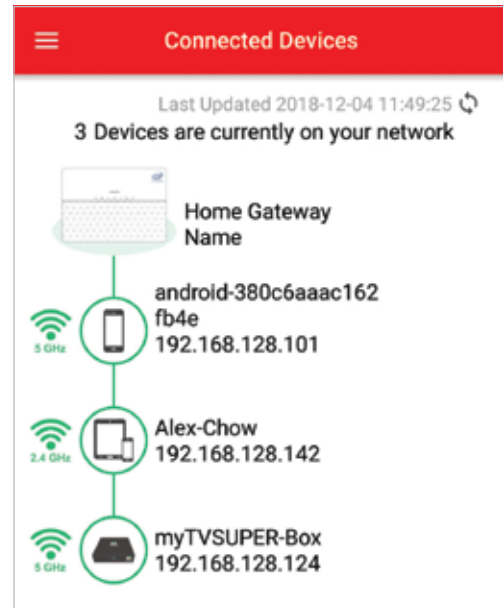 Connected Devices
Last Updated 2018-12-04 11:49:25
3 Devices are currently on your network
Home Gateway
Name
android-380c6aaac162
fb4e
192.168.128.101
5 GHz
Alex-Chow
192.168.128.142
2.4 GHz
myTVSUPER-Box
192.168.128.124
5 GHz